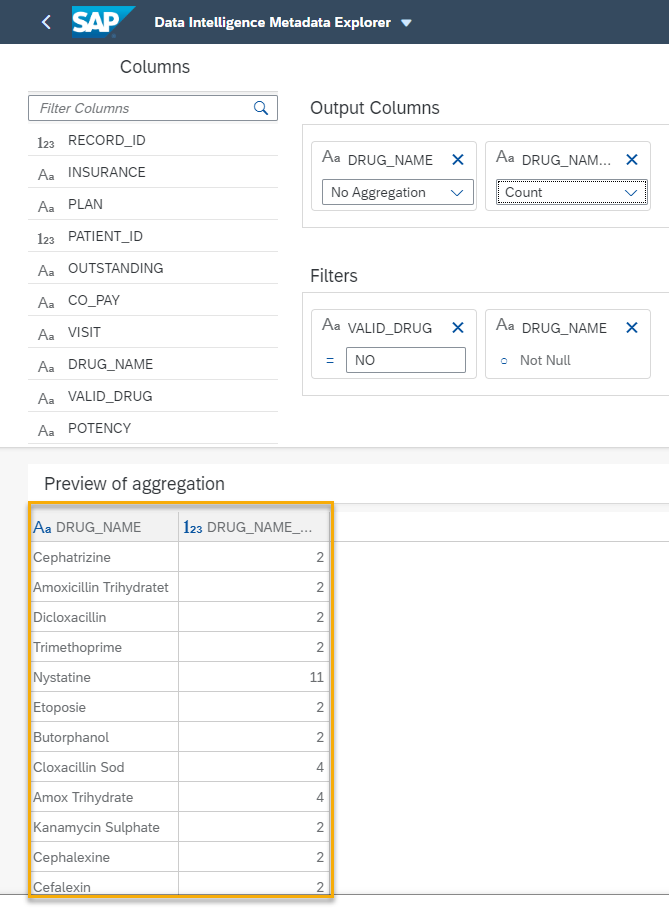 SAP Data Intelligence Metadata Explorer
Columns
Filter Columns
123 RECORD_ID
Aa INSURANCE
Aa PLAN
123 PATIENT_ID
Aa OUTSTANDING
Aa CO_PAY
Aa VISIT
Aa DRUG_NAME
Aa VALID_DRUG
Aa POTENCY
Output Columns
Aa DRUG_NAME
No Aggregation
Aa DRUG_NAM...
Count
Filters
Aa VALID_DRUG
= NO
Aa DRUG_NAME
Not Null
Preview of aggregation
Aa DRUG_NAME 123 DRUG_NAME_...
Cephatrizine 2
Amoxicillin Trihydratet 2
Dicloxacillin 2
Trimethoprime 2
Nystatine 11
Etoposie 2
Butorphanol 2
Cloxacillin Sod 4
Amox Trihydrate 4
Kanamycin Sulphate 2
Cephalexine 2
Cefalexin 2